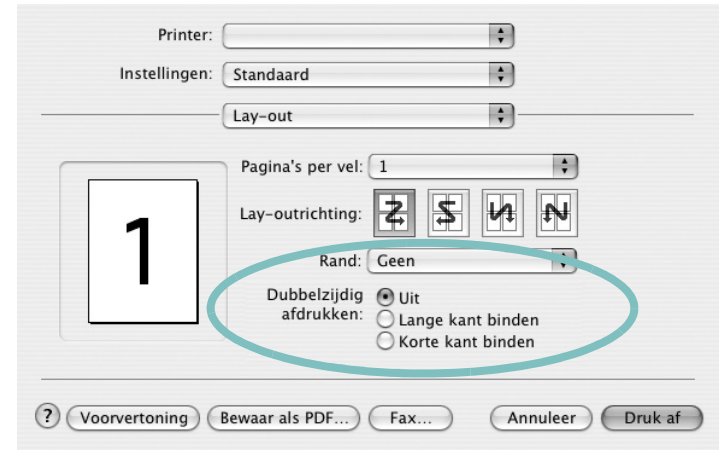 Printer:
Instellingen: Standaard
Lay-out
Pagina's per vel: 1
Lay-outrichting:
1
Rand: Geen
Dubbelzijdig afdrukken: Uit
Lange kant binden
Korte kant binden
? Voorvertoning Bewaar als PDF... Fax... Annuleer Druk af